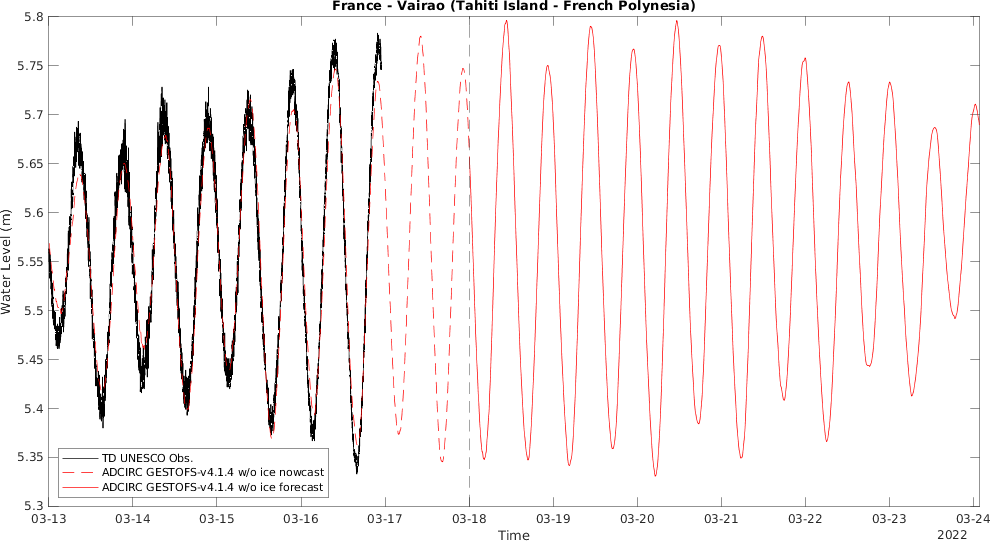 France - Vairao (Tahiti Island - French Polynesia)
5.8
5.75
5.7
5.65
5.6
5.55
5.5
5.45
5.4
5.35
5.3
Water Level (m)
TD UNESCO Obs.
ADCIRC GESTOFS-v4.1.4 w/o ice nowcast
ADCIRC GESTOFS-v4.1.4 w/o ice forecast
03-13 03-14 03-15 03-16 03-17 03-18 03-19 03-20 03-21 03-22 03-23 03-24
Time
2022